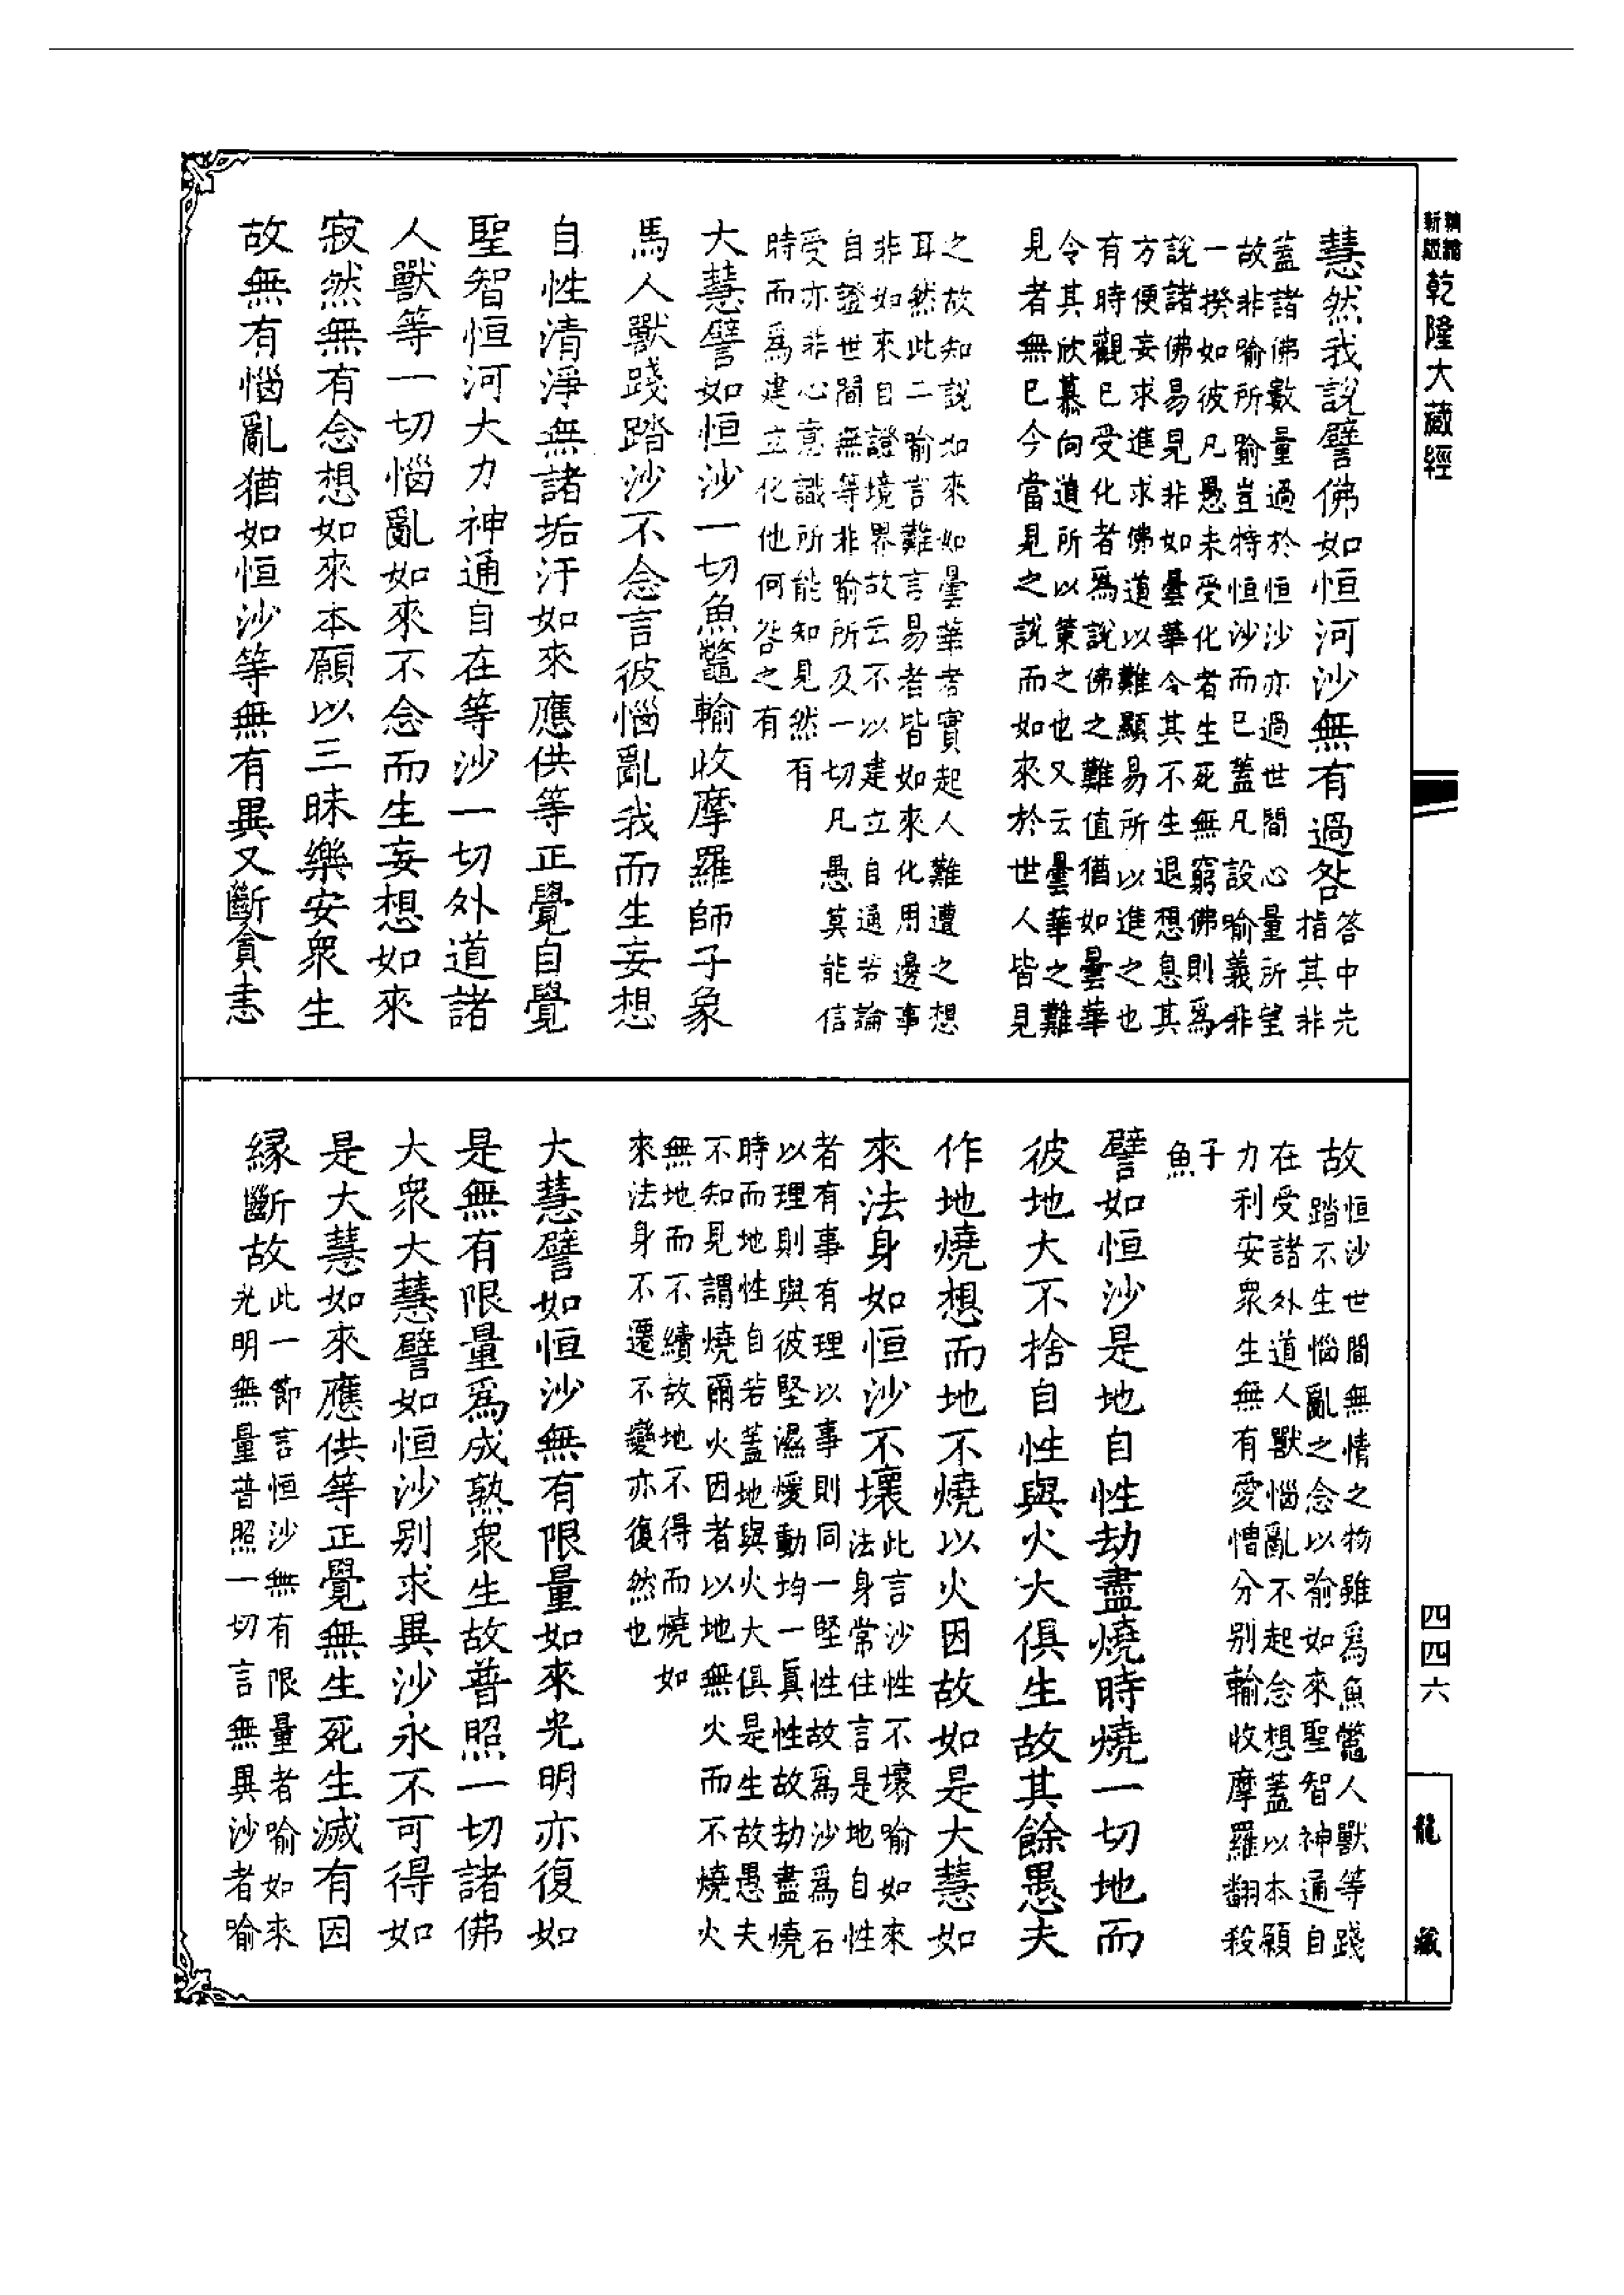 新編縮版 乾隆大藏經
慧然我說譬佛如恒河沙無有過咎答中先
指其非
蓋諸佛數量過於恒沙亦過世間心量所望
故非喻所喻豈特恒沙而已蓋凡設喻義非
一揆如彼凡愚未受化者生死無窮佛則爲
說諸佛易見非如曇華令其不生退想息其
方便妄求進求佛道以難顯易所以進之也
有時觀已受化者爲說佛之難值猶如曇華
令其欣慕向道所以策之也又云曇華之難
見者無已今當見之說而如來於世人皆見
之故知說如來如曇華者實起人難遭之想
耳然此二喻言難言易者皆如來化用邊事
非如來自證境界故云不以建立自通若論
自證世間無等非喻所及一切凡愚莫能信
受亦非心意識所能知見然有
時而爲建立化他何咎之有
大慧譬如恒沙一切魚鼈輸收摩羅師子象
馬人獸踐踏沙不念言彼惱亂我而生妄想
自性清淨無諸垢汙如來應供等正覺自覺
聖智恒河大力神通自在等沙一切外道諸
人獸等一切惱亂如來不念而生妄想如來
寂然無有念想如來本願以三昧樂安衆生
故無有惱亂猶如恒沙等無有異又斷貪恚
故恒沙世間無情之物雖爲魚鼈人獸等踐
踏不生惱亂之念以喻如來聖智神通自
在受諸外道人獸惱亂不起念想蓋以本願
力利安衆生無有愛憎分別輸收摩羅翻殺
子
魚
譬如恒沙是地自性劫盡燒時燒一切地而
彼地大不捨自性與火大俱生故其餘愚夫
作地燒想而地不燒以火因故如是大慧如
來法身如恒沙不壞此言沙性不壞喻如來
法身常住言是地自性
者有事有理以事則同一堅性故爲沙爲石
以理則與彼堅濕煖動均一真性故劫盡燒
時而地性自若蓋地與火大俱是生故愚夫
不知見謂燒爾火因者以地無火而不燒火
無地而不續故地不得而燒如
來法身不遷不變亦復然也
大慧譬如恒沙無有限量如來光明亦復如
是無有限量爲成熟衆生故普照一切諸佛
大衆大慧譬如恒沙別求異沙永不可得如
是大慧如來應供等正覺無生死生滅有因
緣斷故此一節言恒沙無有限量者喻如來
光明無量普照一切言無異沙者喻
四四六
龍藏